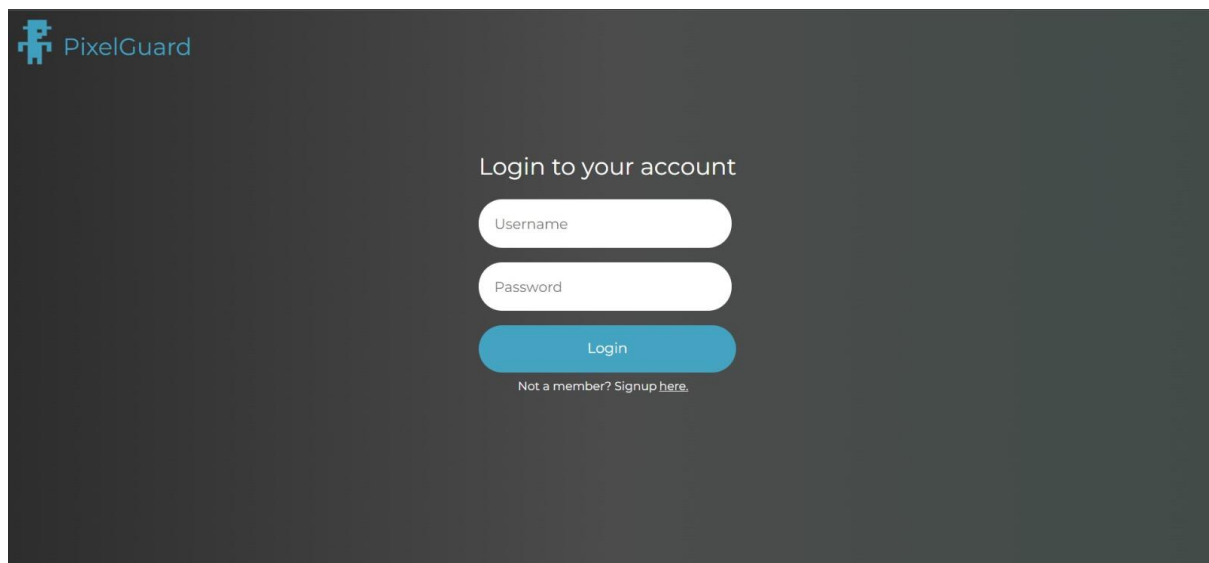 PixelGuard
Login to your account
Username
Password
Login
Not a member? Signup here.